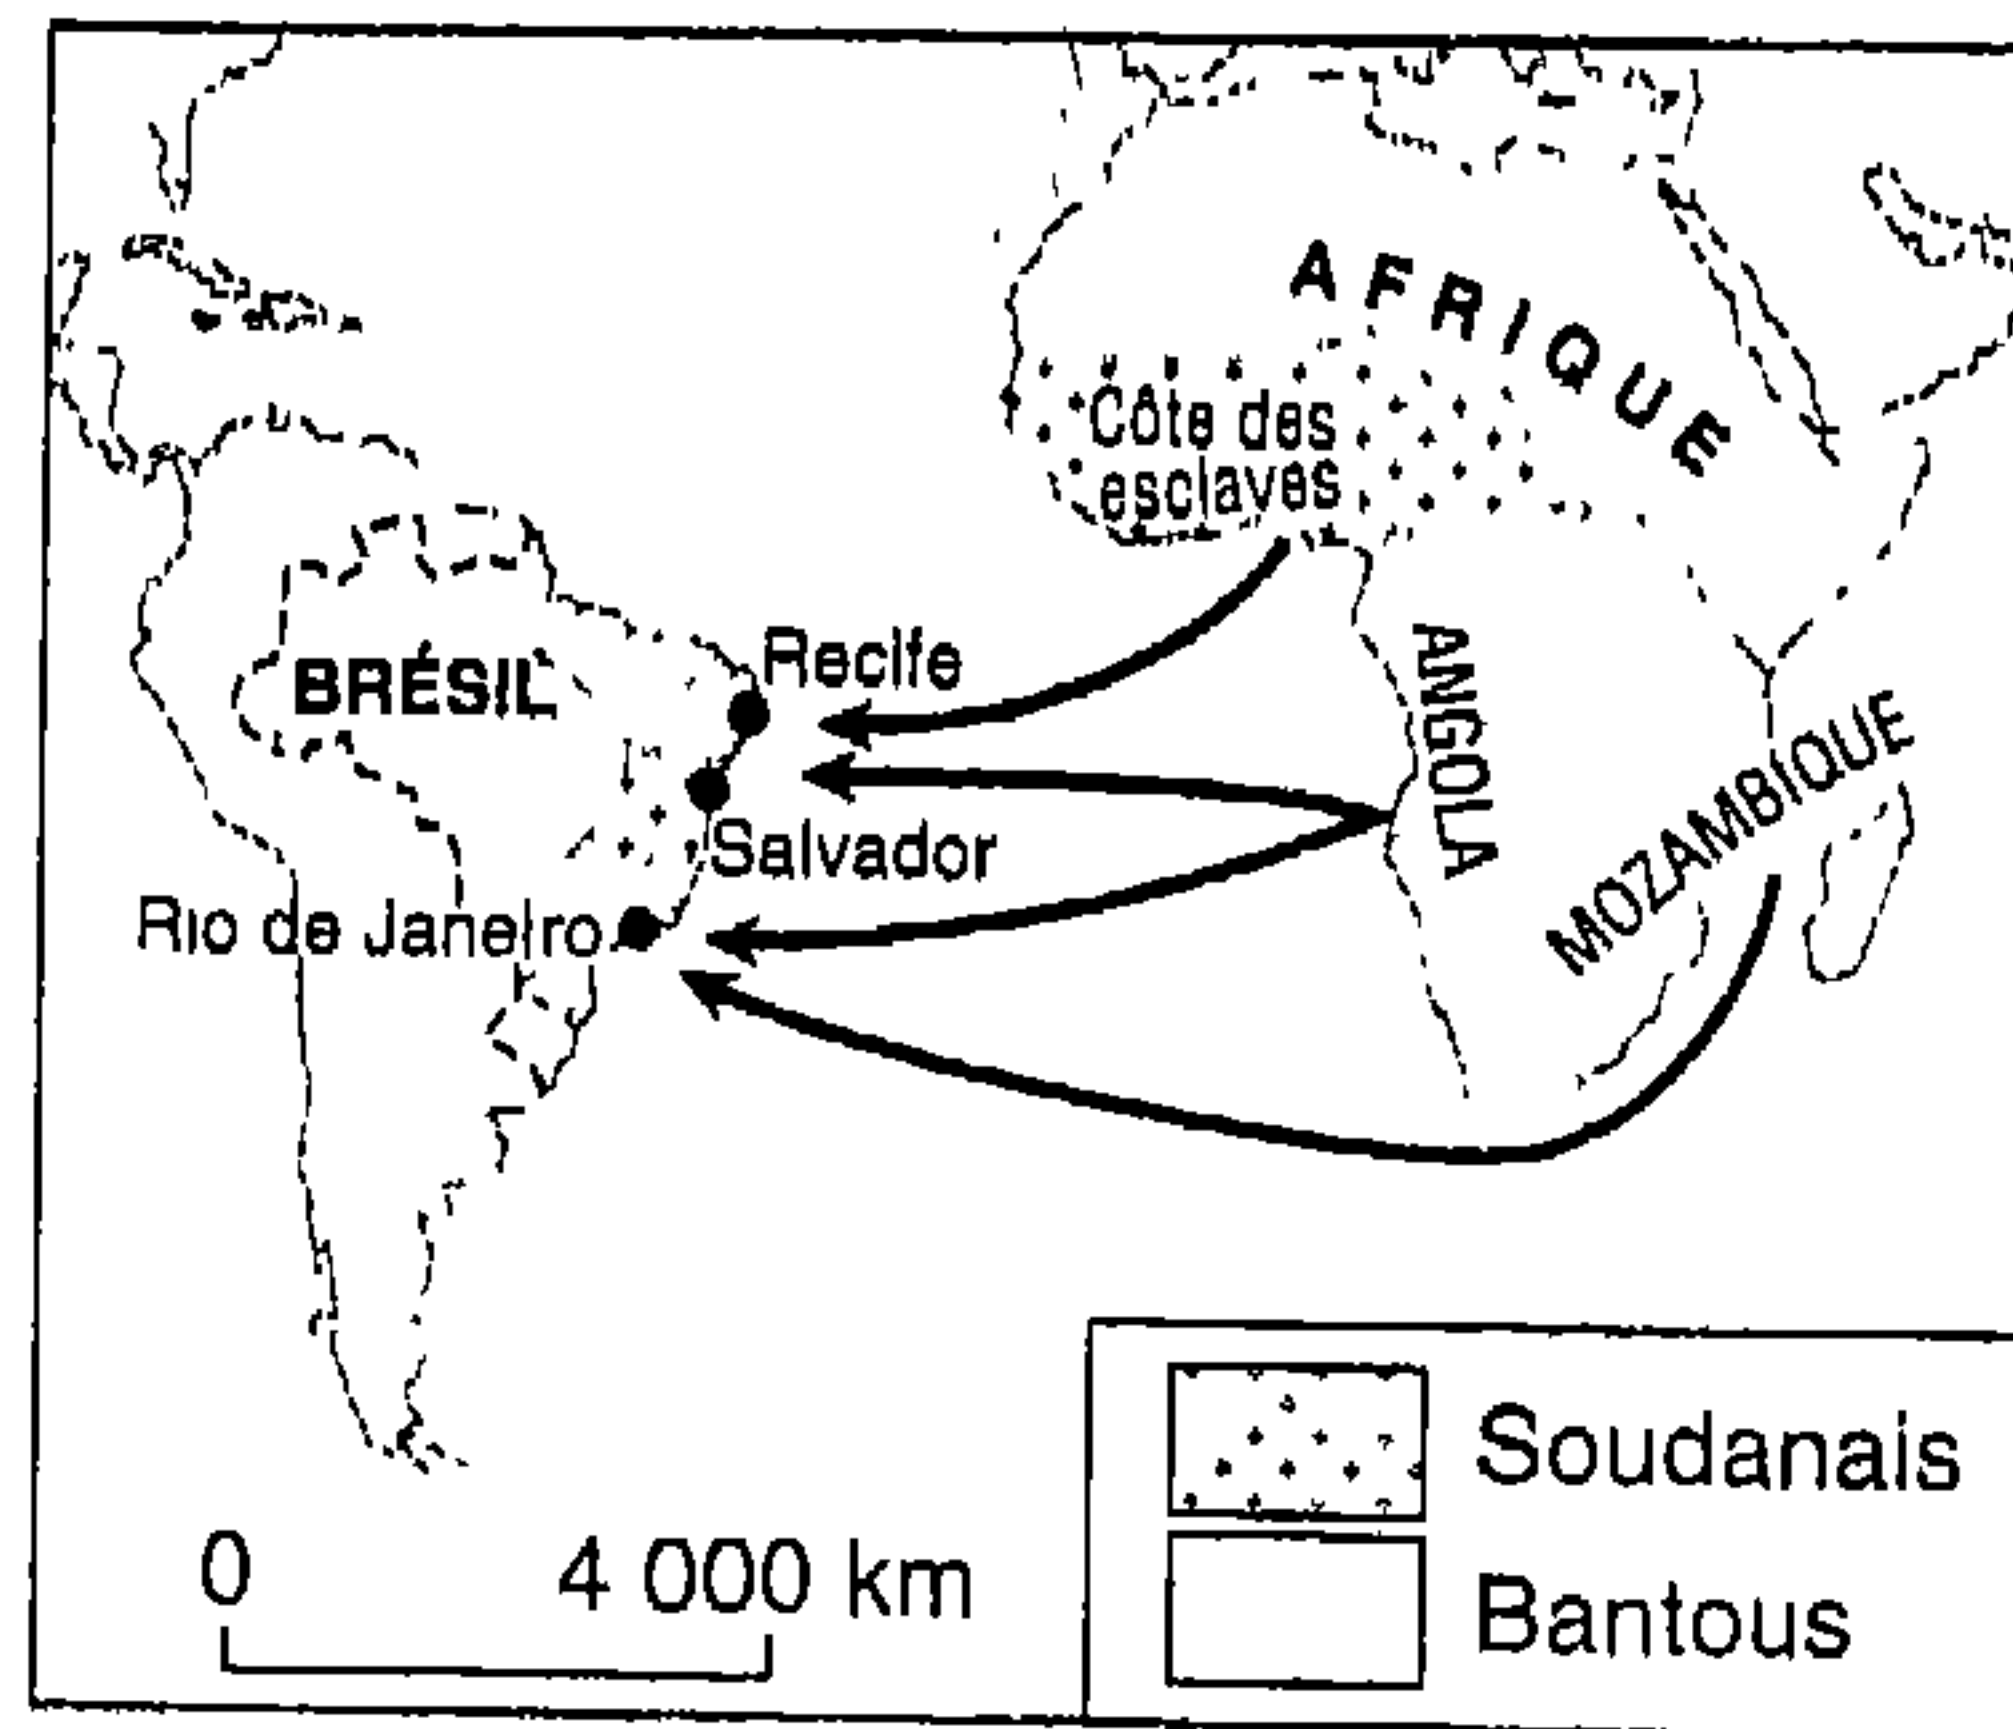 AFRIQUE
Côte des
esclaves
BRÉSIL
Recife
ANGOLA
MOZAMBIQUE
Salvador
Rio de Janeiro
Soudanais
0 4 000 km
Bantous